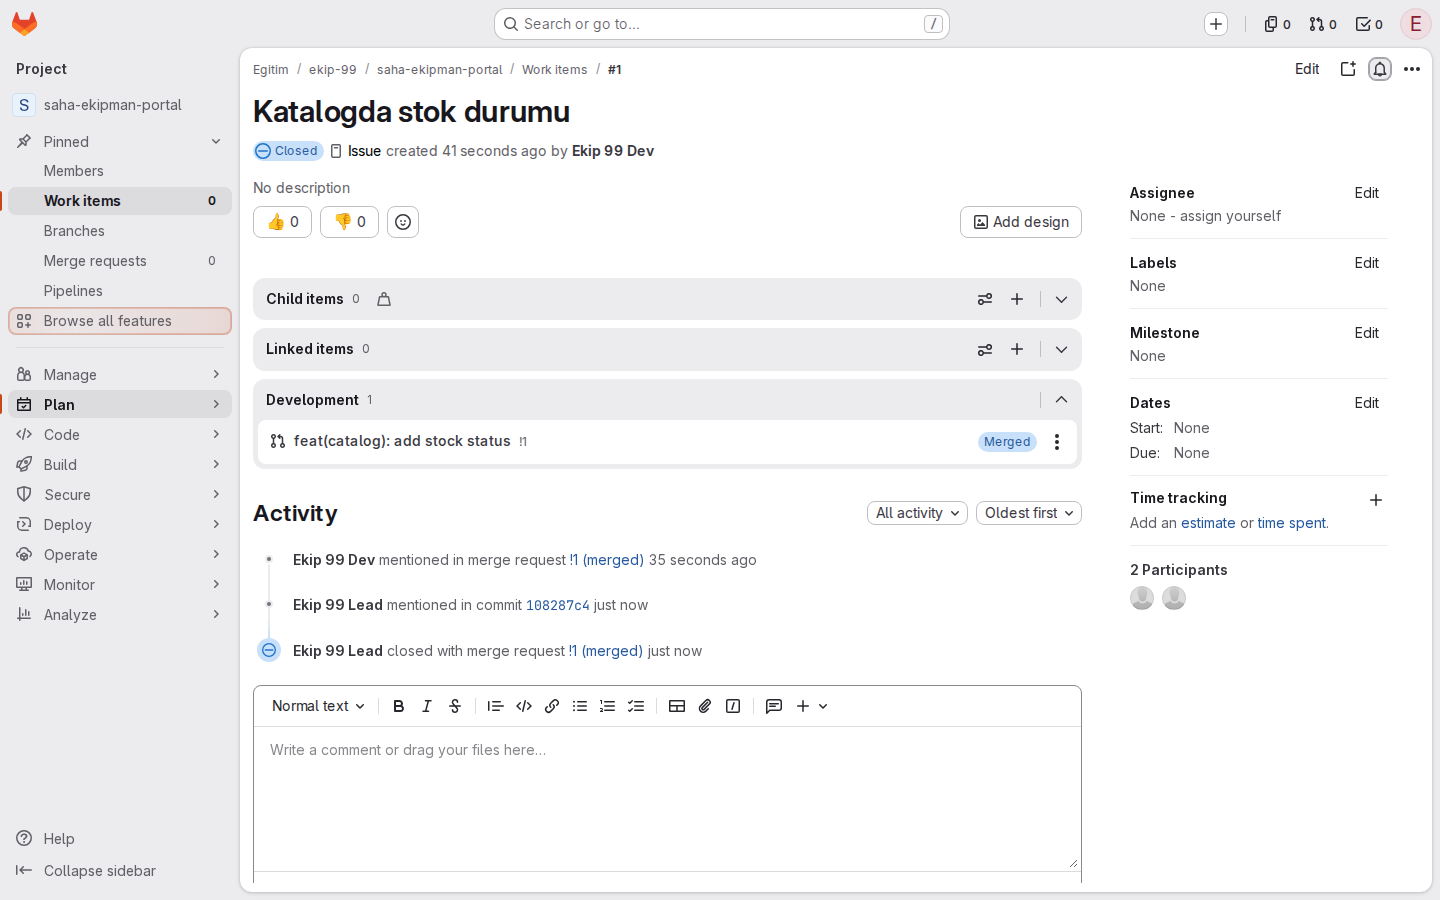 Search or go to...
/
0
0
0
E
Project
S saha-ekipman-portal
Pinned
Members
Work items 0
Branches
Merge requests 0
Pipelines
Browse all features
Manage
Plan
Code
Build
Secure
Deploy
Operate
Monitor
Analyze
Help
Collapse sidebar
Egitim / ekip-99 / saha-ekipman-portal / Work items / #1
Edit
Katalogda stok durumu
Closed Issue created 41 seconds ago by Ekip 99 Dev
No description
👍 0 👎 0
Add design
Child items 0
Linked items 0
Development 1
feat(catalog): add stock status !1 Merged
Activity
All activity Oldest first
Ekip 99 Dev mentioned in merge request !1 (merged) 35 seconds ago
Ekip 99 Lead mentioned in commit 108287c4 just now
Ekip 99 Lead closed with merge request !1 (merged) just now
Normal text
Write a comment or drag your files here...
Assignee Edit
None - assign yourself
Labels Edit
None
Milestone Edit
None
Dates Edit
Start: None
Due: None
Time tracking
Add an estimate or time spent.
2 Participants